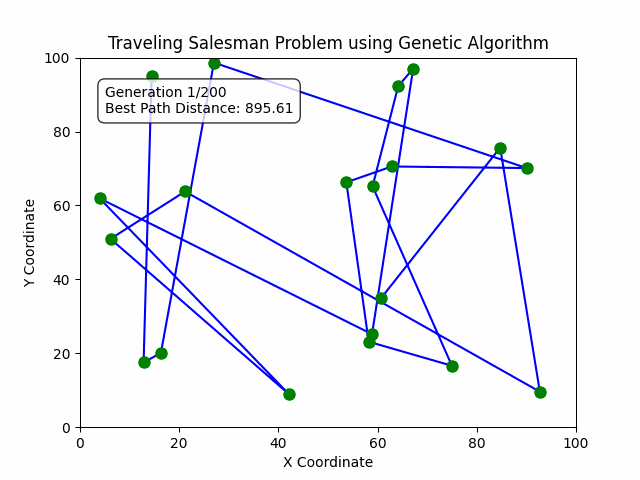 Traveling Salesman Problem using Genetic Algorithm
Generation 1/200
Best Path Distance: 895.61
100
80
60
40
20
0
Y Coordinate
0 20 40 60 80 100
X Coordinate